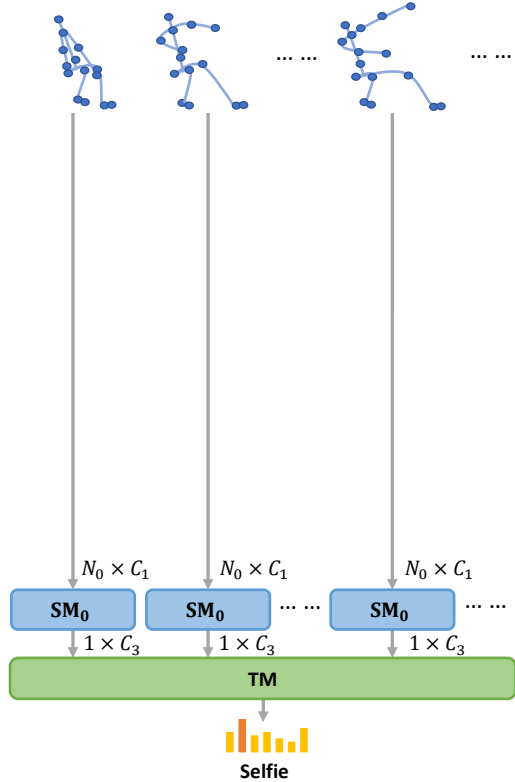 ... ... ... ...
N₀ × C₁ N₀ × C₁ N₀ × C₁
SM₀ SM₀ ... ... SM₀ ... ...
1 × C₃ 1 × C₃ 1 × C₃
TM
Selfie